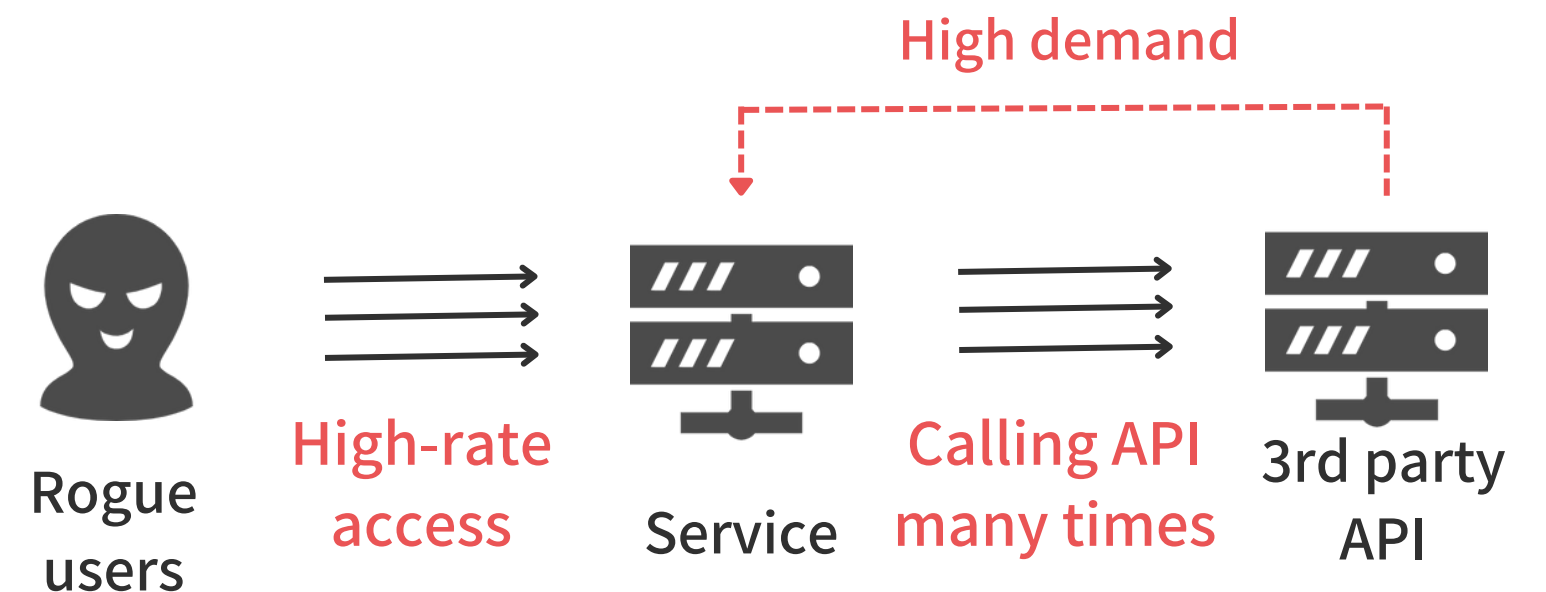 High demand
Rogue
users
High-rate
access
Service
Calling API
many times
3rd party
API